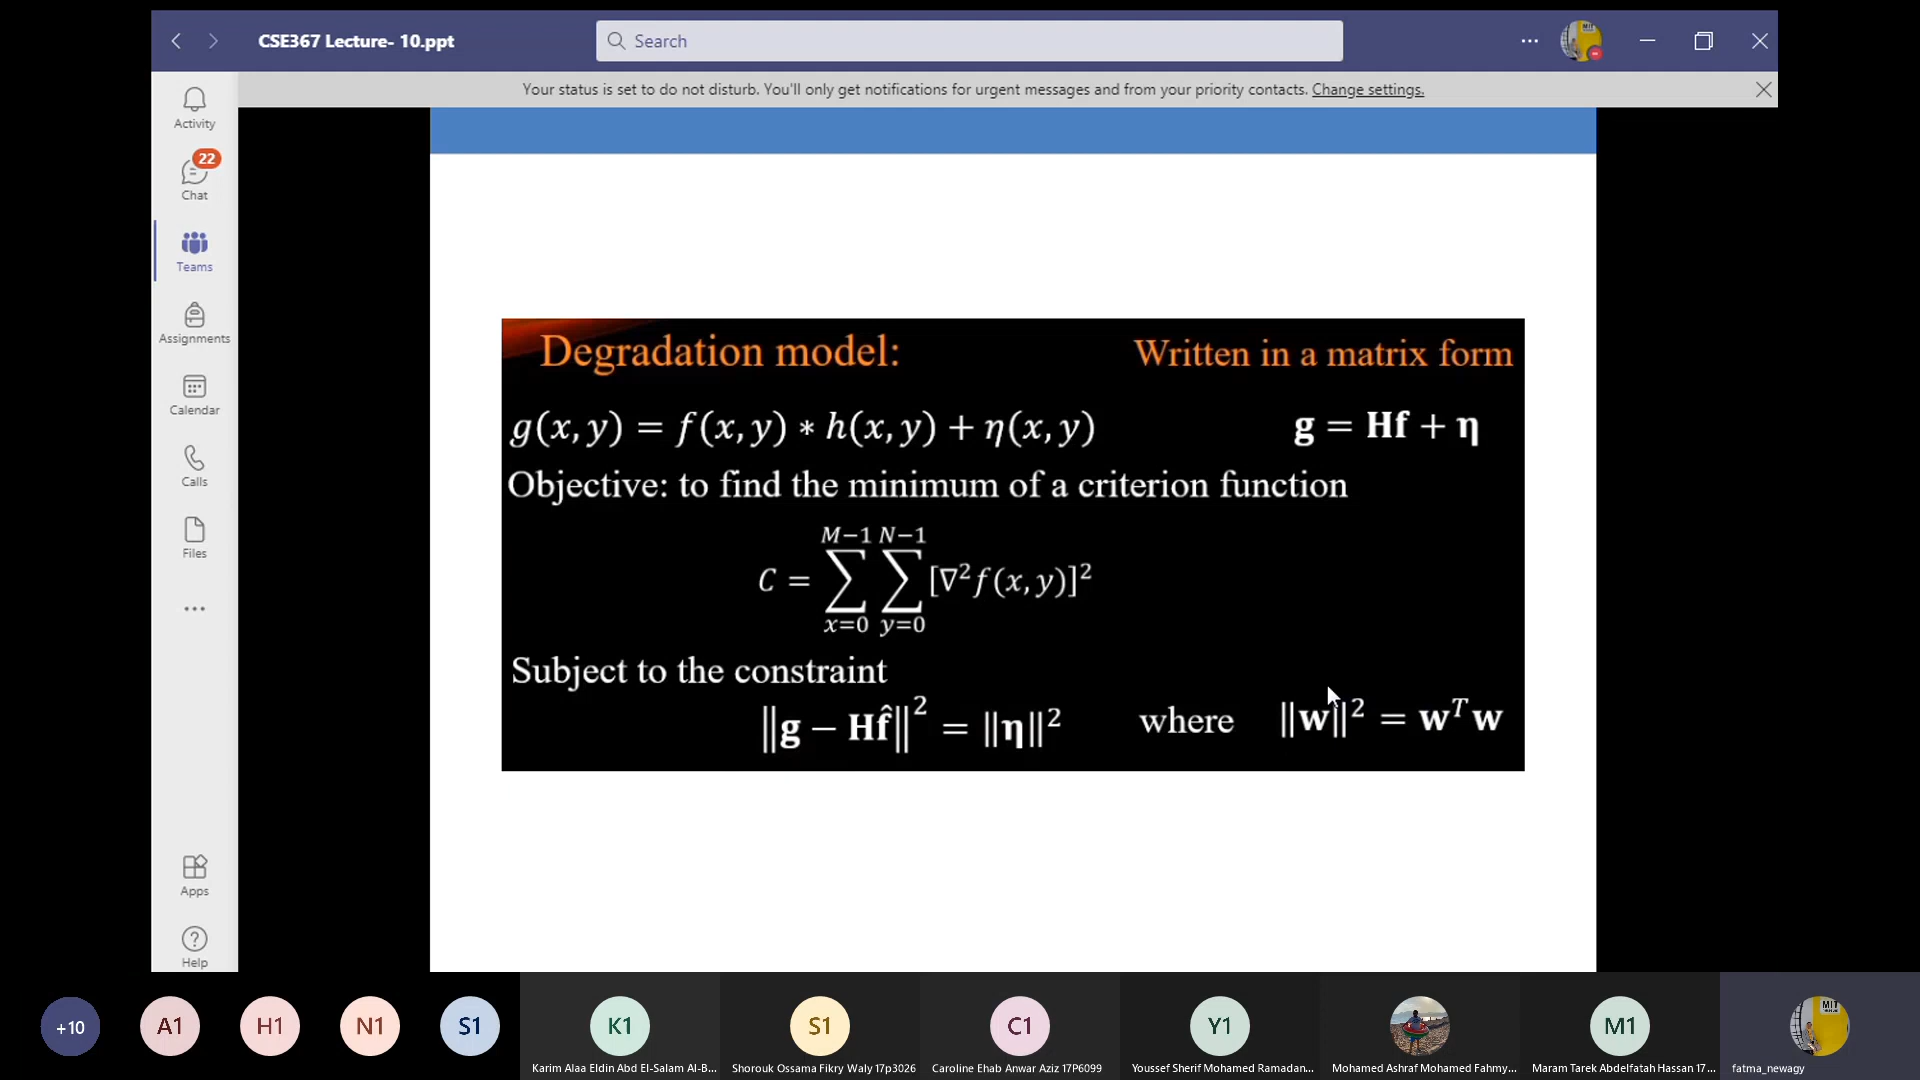 CSE367 Lecture- 10.ppt
Search
Your status is set to do not disturb. You'll only get notifications for urgent messages and from your priority contacts. Change settings.
Activity
22
Chat
Teams
Assignments
Calendar
Calls
Files
Apps
Help
Degradation model: Written in a matrix form
g(x, y) = f(x, y) ∗ h(x, y) + η(x, y) g = Hf + η
Objective: to find the minimum of a criterion function
M−1 N−1
C = ∑ ∑ [∇²f(x, y)]²
x=0 y=0
Subject to the constraint
‖g − Hf̂‖² = ‖η‖² where ‖w‖² = wᵀw
+10
A1
H1
N1
S1
K1
S1
C1
Y1
M1
MIT
Karim Alaa Eldin Abd El-Salam Al-B...
Shorouk Ossama Fikry Waly 17p3026
Caroline Ehab Anwar Aziz 17P6099
Youssef Sherif Mohamed Ramadan...
Mohamed Ashraf Mohamed Fahmy...
Maram Tarek Abdelfatah Hassan 17...
fatma_newagy